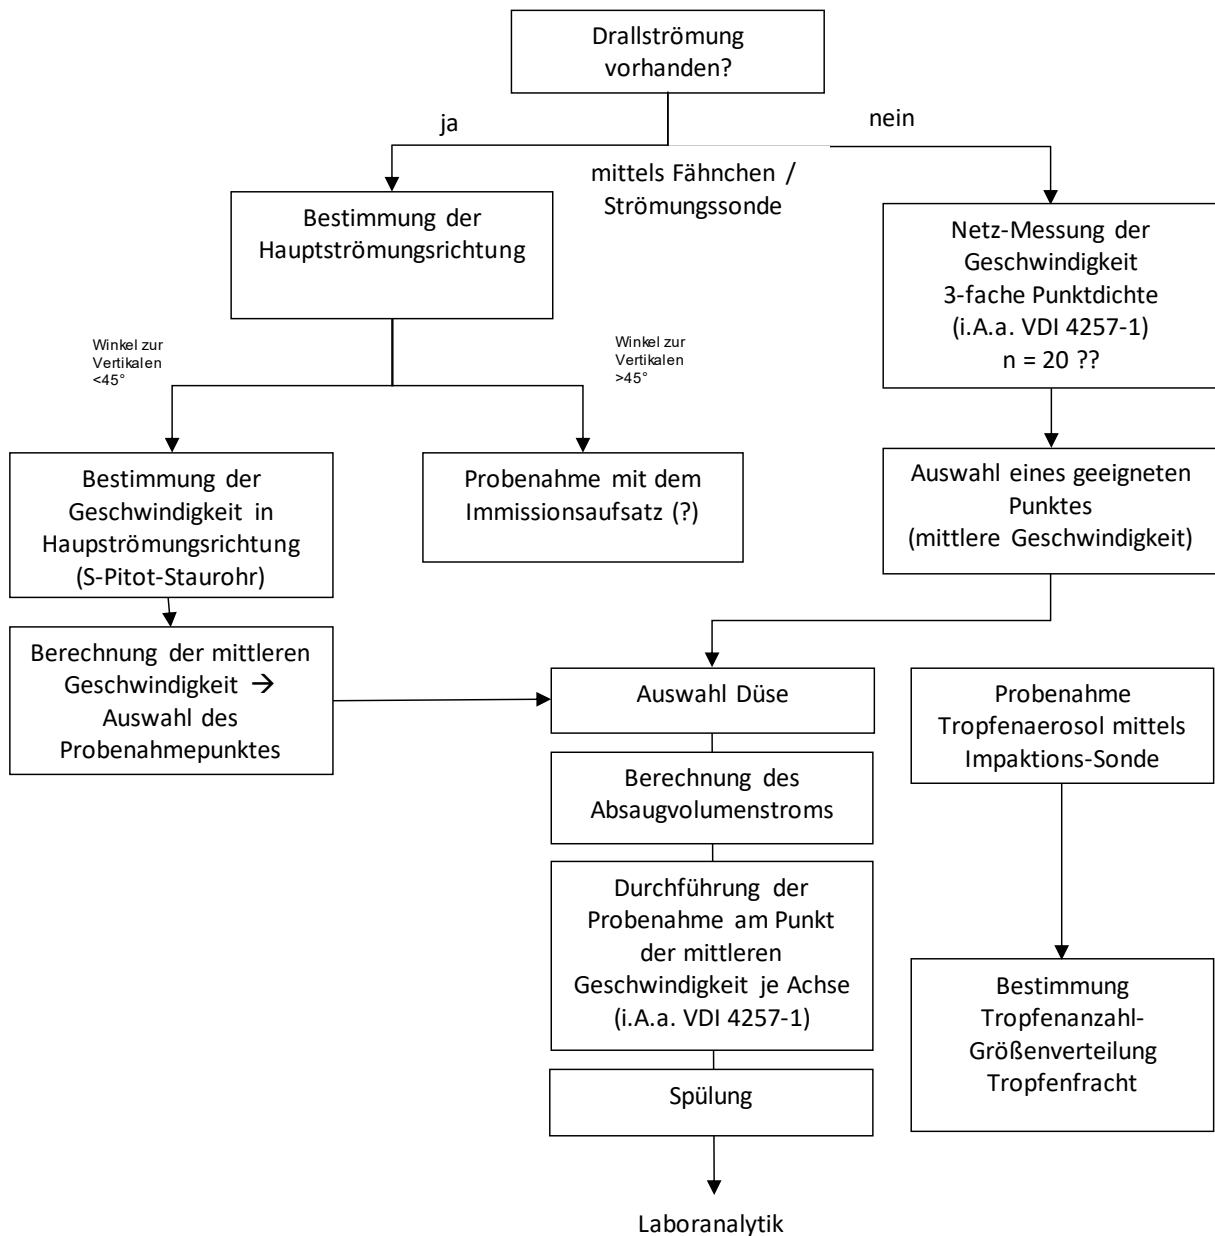 Drallströmung
vorhanden?
ja
nein
mittels Fähnchen /
Strömungssonde
Bestimmung der
Hauptströmungsrichtung
Netz-Messung der
Geschwindigkeit
3-fache Punktdichte
(i.A.a. VDI 4257-1)
n = 20 ??
Winkel zur
Vertikalen
<45°
Winkel zur
Vertikalen
>45°
Bestimmung der
Geschwindigkeit in
Haupströmungsrichtung
(S-Pitot-Staurohr)
Probenahme mit dem
Immissionsaufsatz (?)
Auswahl eines geeigneten
Punktes
(mittlere Geschwindigkeit)
Berechnung der mittleren
Geschwindigkeit →
Auswahl des
Probenahmepunktes
Auswahl Düse
Probenahme
Tropfenaerosol mittels
Impaktions-Sonde
Berechnung des
Absaugvolumenstroms
Durchführung der
Probenahme am Punkt
der mittleren
Geschwindigkeit je Achse
(i.A.a. VDI 4257-1)
Bestimmung
Tropfenanzahl-
Größenverteilung
Tropfenfracht
Spülung
Laboranalytik